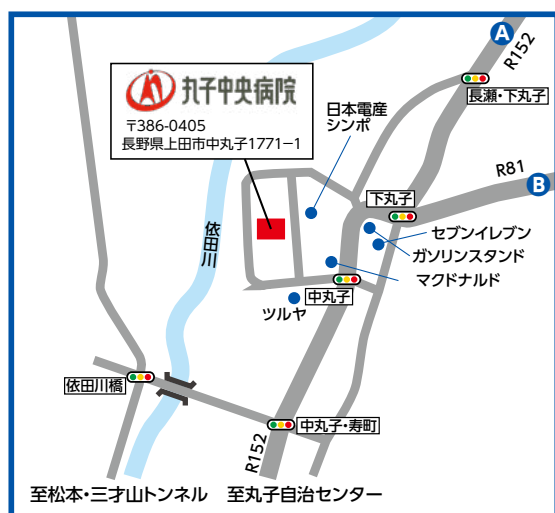 A
R152
丸子中央病院
〒386-0405
長野県上田市中丸子1771−1
日本電産
シンポ
長瀬・下丸子
R81
B
下丸子
セブンイレブン
ガソリンスタンド
マクドナルド
依田川
中丸子
ツルヤ
依田川橋
中丸子・寿町
R152
至松本・三才山トンネル
至丸子自治センター